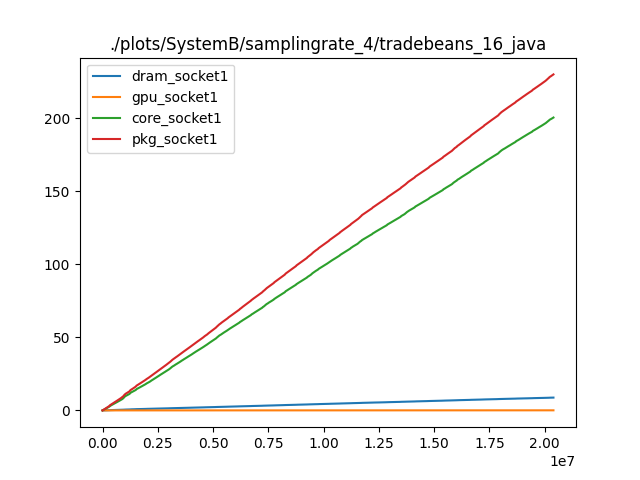 ./plots/SystemB/samplingrate_4/tradebeans_16_java
dram_socket1
gpu_socket1
core_socket1
pkg_socket1
200
150
100
50
0
0.00 0.25 0.50 0.75 1.00 1.25 1.50 1.75 2.00
1e7